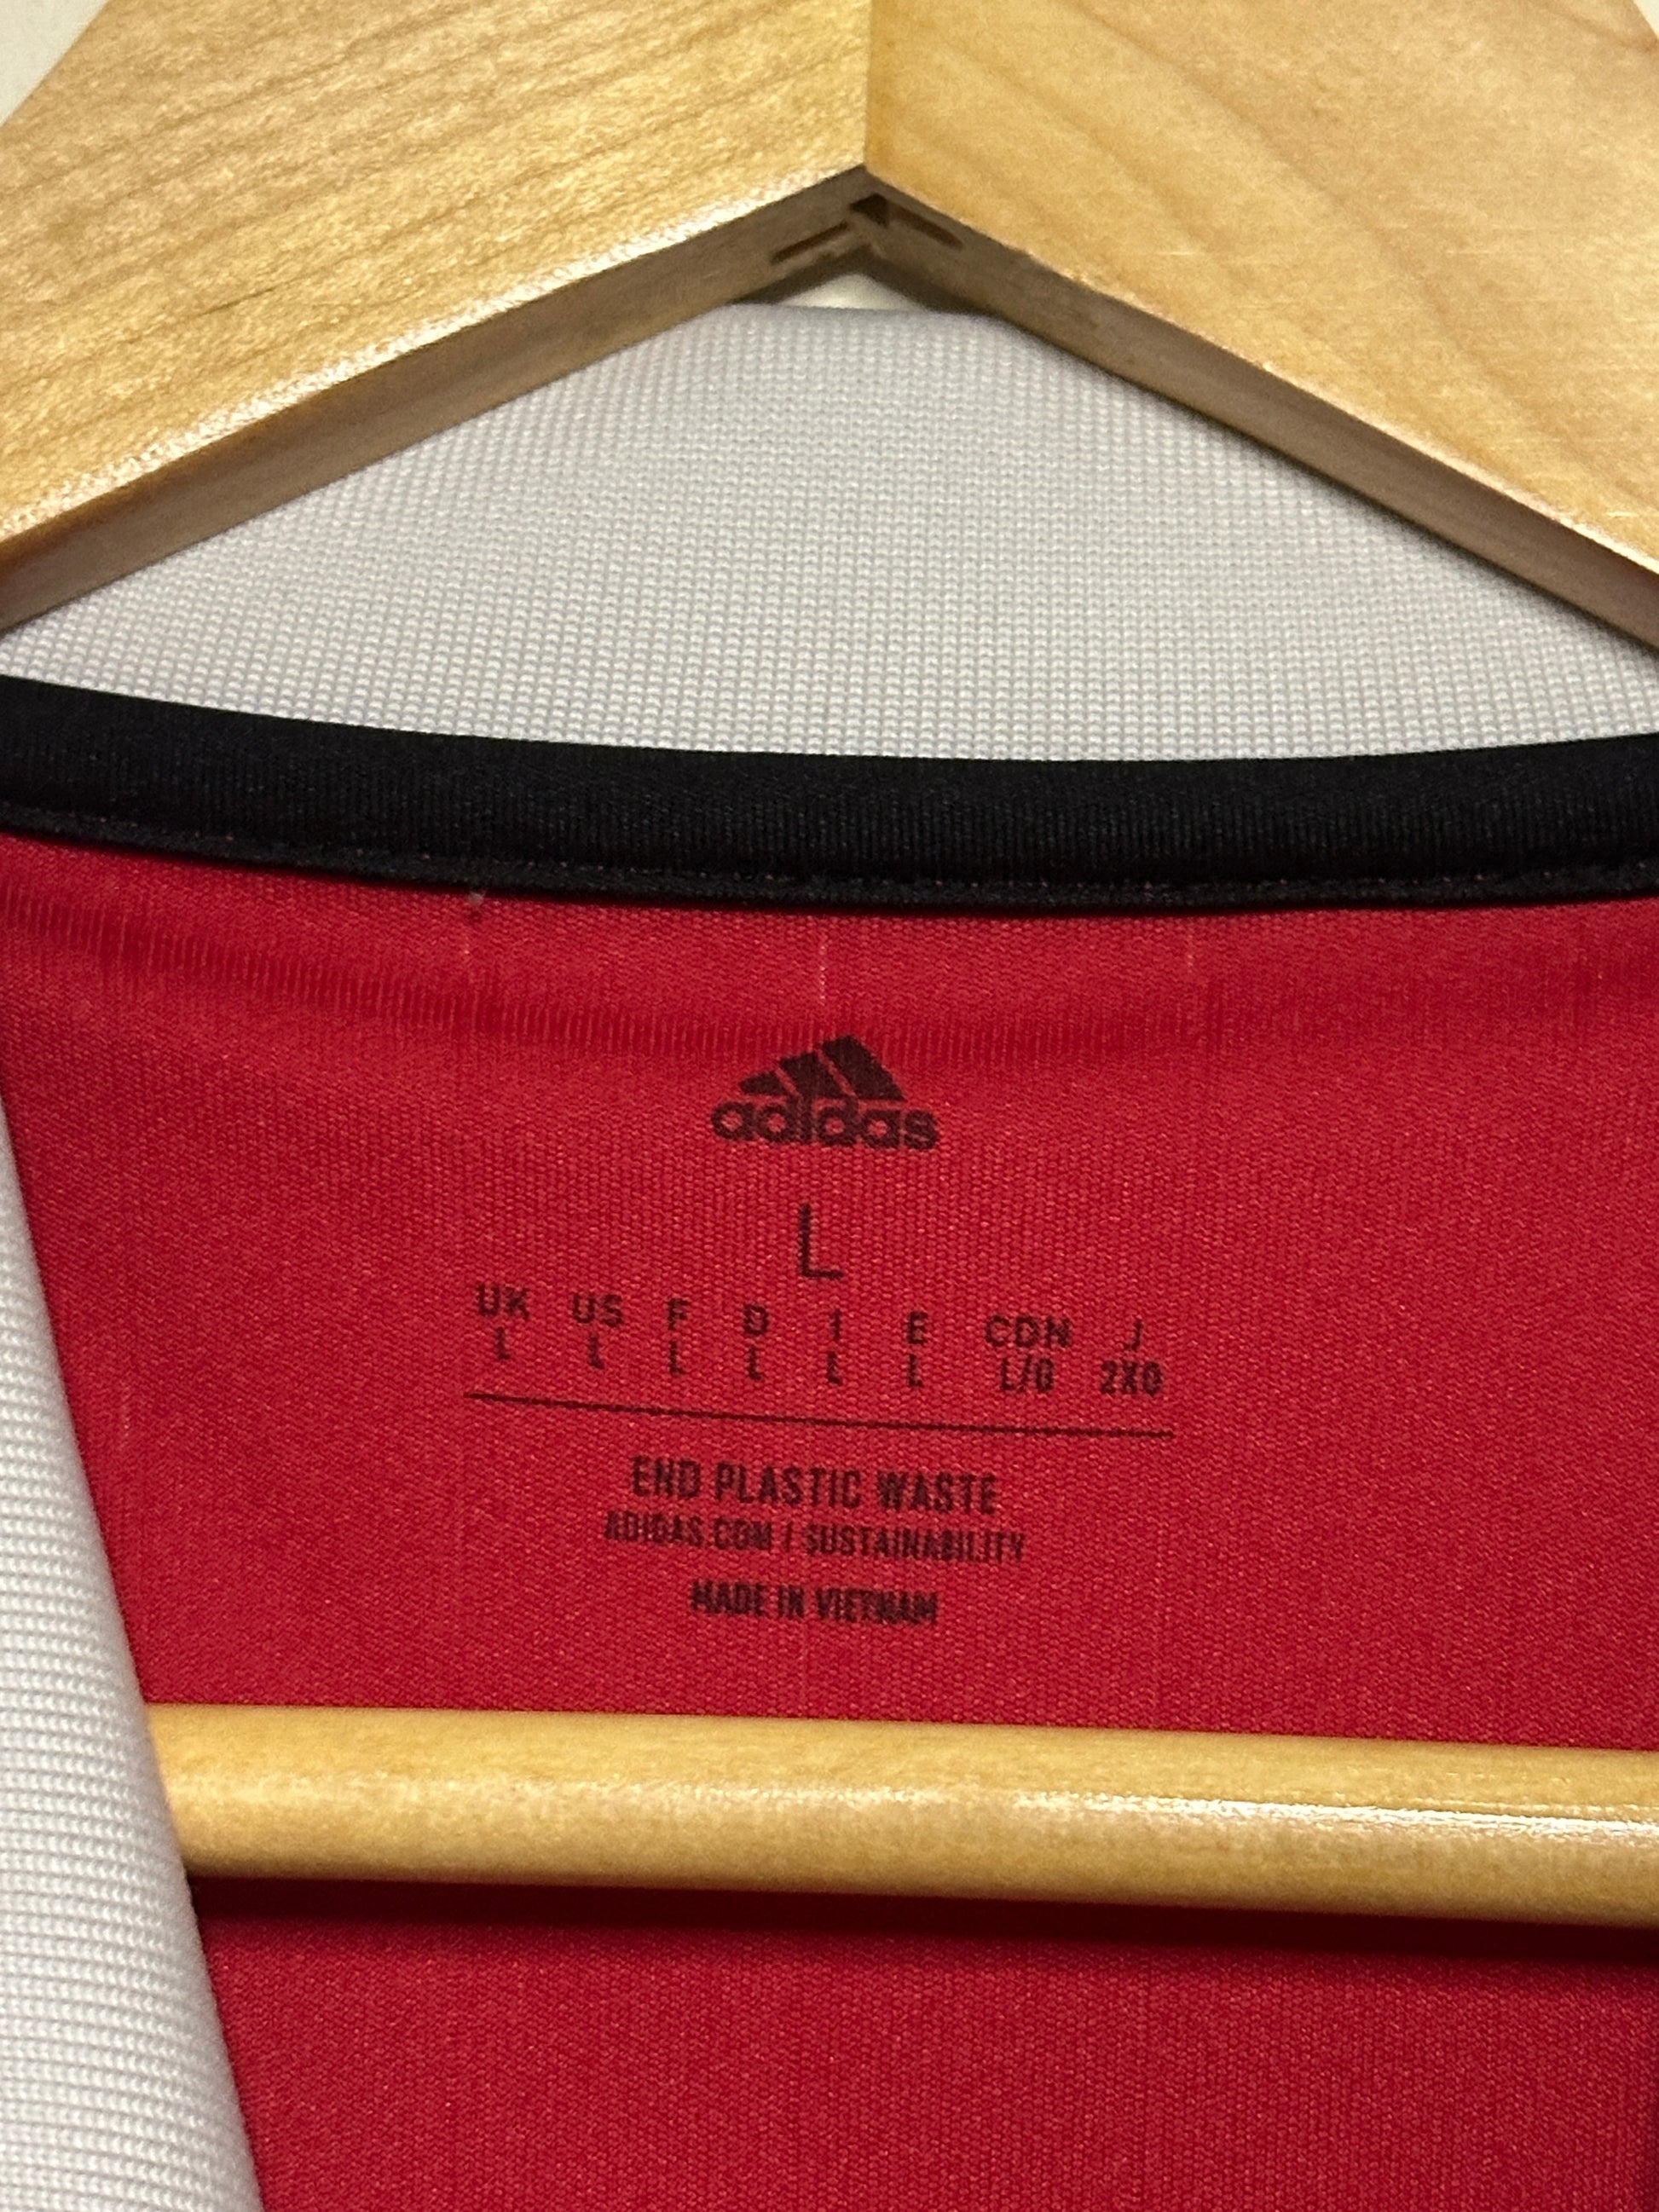 adidas
L
UK US F D I E CDN J
L L L L L L L/G 2XO
END PLASTIC WASTE
ADIDAS.COM / SUSTAINABILITY
MADE IN VIETNAM